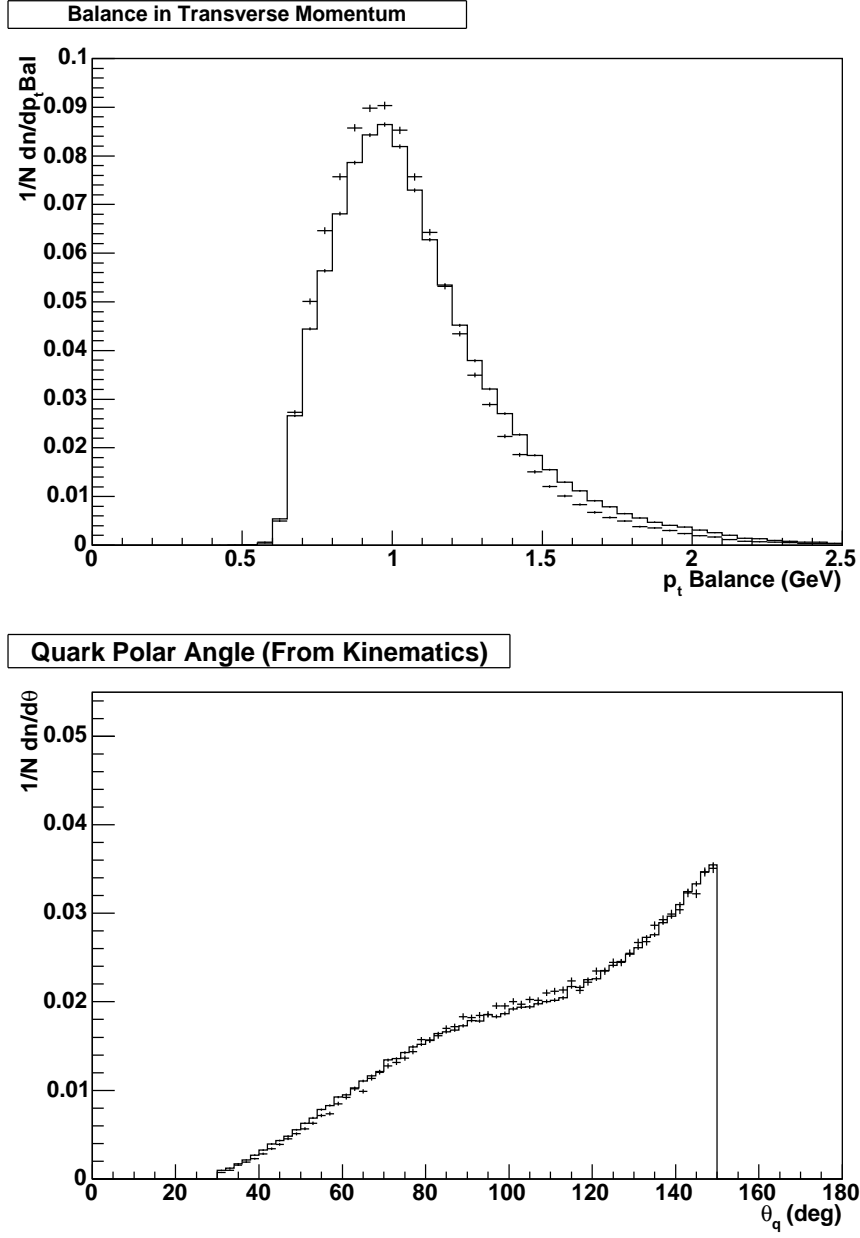 Balance in Transverse Momentum
1/N dn/dp_tBal
0.1
0.09
0.08
0.07
0.06
0.05
0.04
0.03
0.02
0.01
0
0 0.5 1 1.5 2 2.5
p_t Balance (GeV)
Quark Polar Angle (From Kinematics)
1/N dn/dθ
0.05
0.04
0.03
0.02
0.01
0
0 20 40 60 80 100 120 140 160 180
θ_q (deg)